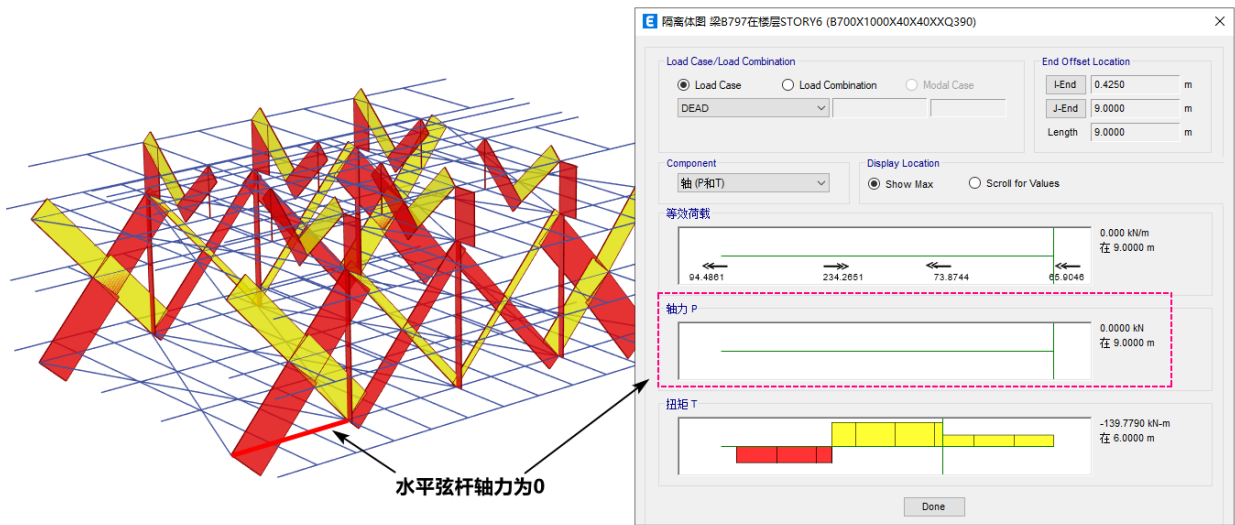 隔离体图 梁B797在楼层STORY6 (B700X1000X40X40XXQ390)
Load Case/Load Combination
Load Case
Load Combination
Modal Case
DEAD
End Offset Location
I-End 0.4250 m
J-End 9.0000 m
Length 9.0000 m
Component
轴 (P和T)
Display Location
Show Max
Scroll for Values
等效荷载
94.4861 234.2651 73.8744 65.9046
0.000 kN/m
在 9.0000 m
轴力 P
0.0000 kN
在 9.0000 m
扭矩 T
-139.7790 kN-m
在 6.0000 m
Done
水平弦杆轴力为0